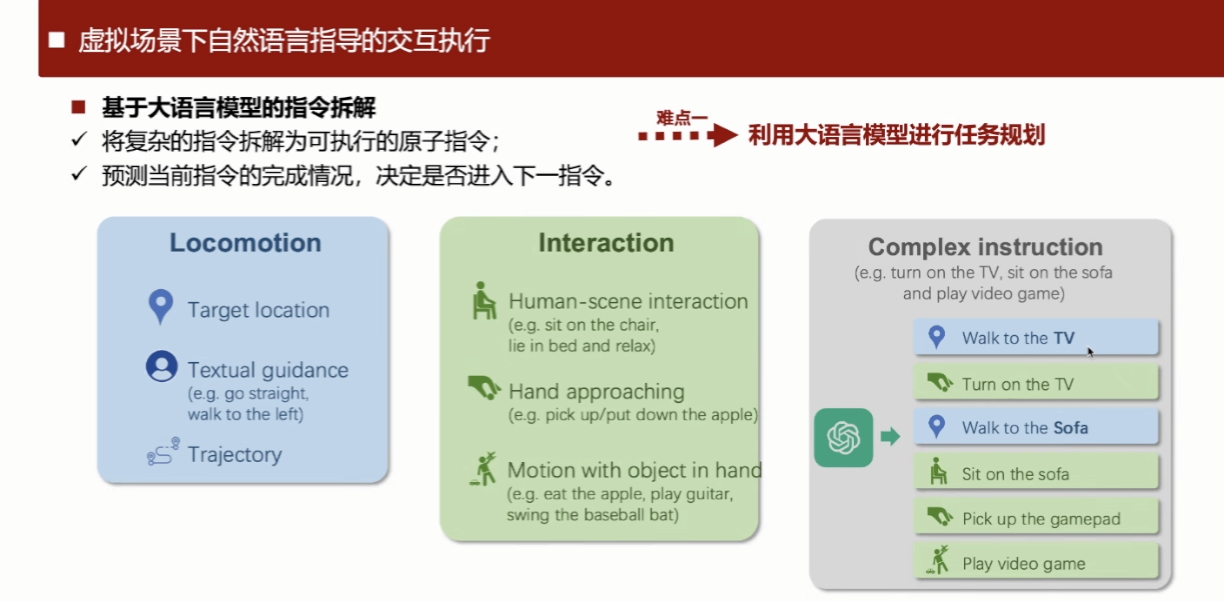 虚拟场景下自然语言指导的交互执行
基于大语言模型的指令拆解
将复杂的指令拆解为可执行的原子指令；
预测当前指令的完成情况，决定是否进入下一指令。
难点一
利用大语言模型进行任务规划
Locomotion
Target location
Textual guidance
(e.g. go straight,
walk to the left)
Trajectory
Interaction
Human-scene interaction
(e.g. sit on the chair,
lie in bed and relax)
Hand approaching
(e.g. pick up/put down the apple)
Motion with object in hand
(e.g. eat the apple, play guitar,
swing the baseball bat)
Complex instruction
(e.g. turn on the TV, sit on the sofa
and play video game)
Walk to the TV
Turn on the TV
Walk to the Sofa
Sit on the sofa
Pick up the gamepad
Play video game